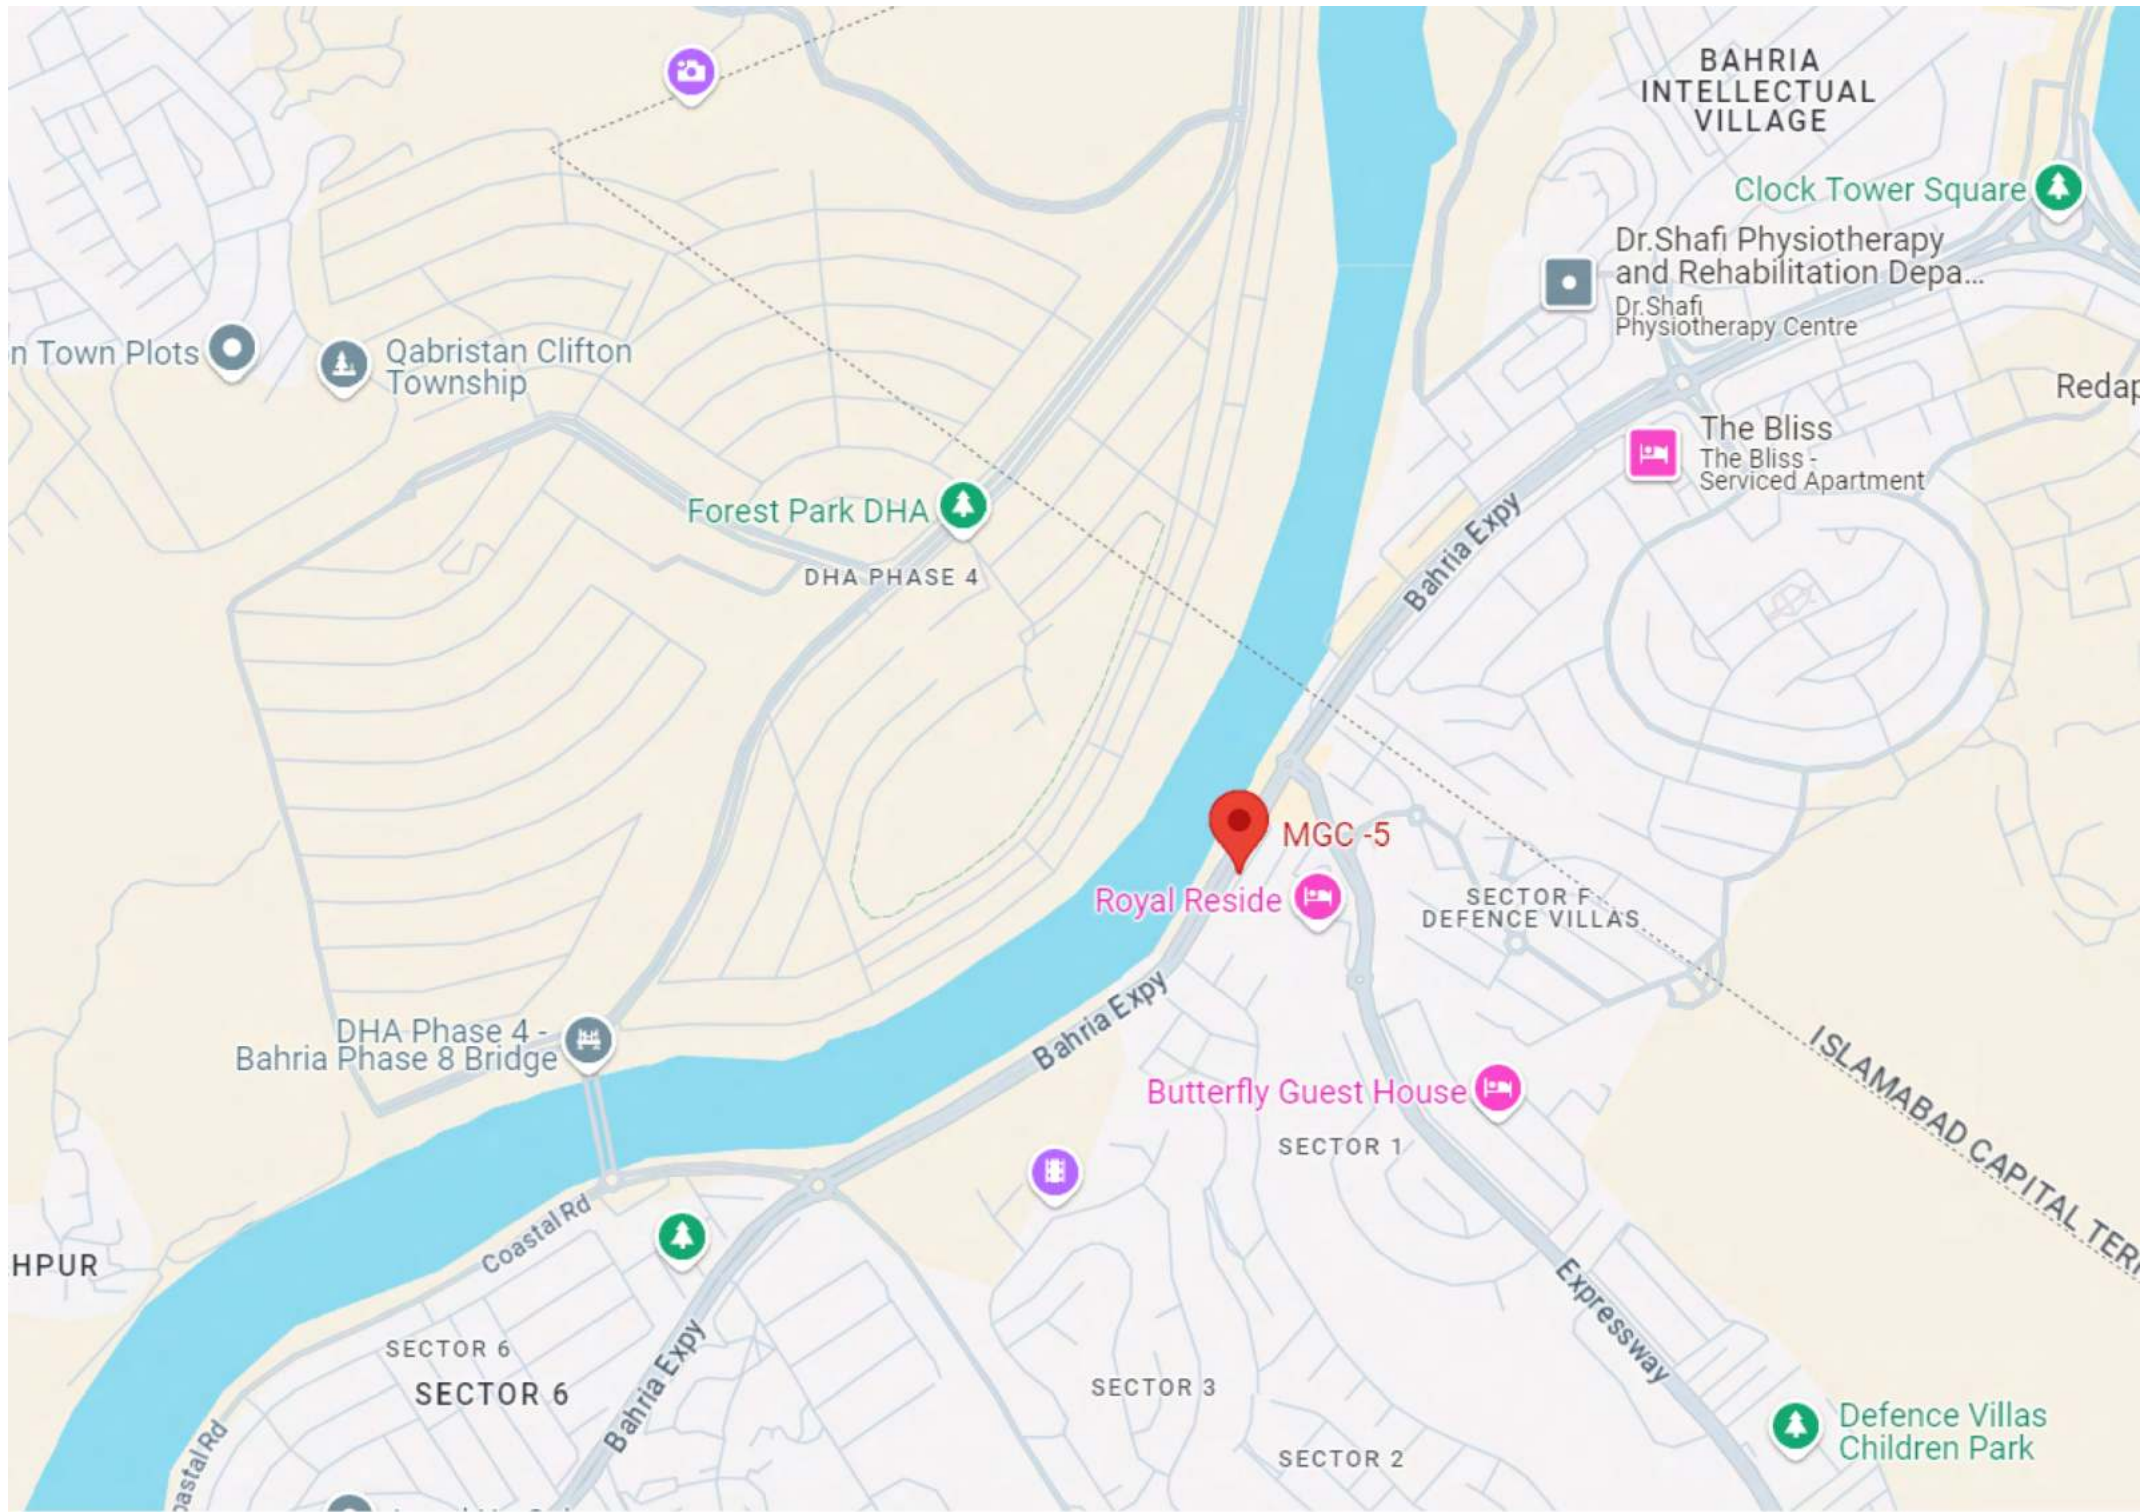 BAHRIA
INTELLECTUAL
VILLAGE
Clock Tower Square
Dr.Shafi Physiotherapy
and Rehabilitation Depa...
Dr.Shafi
Physiotherapy Centre
n Town Plots
Qabristan Clifton
Township
Redap
The Bliss
The Bliss -
Serviced Apartment
Forest Park DHA
Bahria Expy
DHA PHASE 4
MGC -5
Royal Reside
SECTOR F-
DEFENCE VILLAS
Bahria Expy
DHA Phase 4 -
Bahria Phase 8 Bridge
ISLAMABAD CAPITAL TERR
Butterfly Guest House
SECTOR 1
Coastal Rd
HPUR
Expressway
SECTOR 6
SECTOR 6
Bahria Expy
SECTOR 3
Defence Villas
Children Park
oastal Rd
SECTOR 2